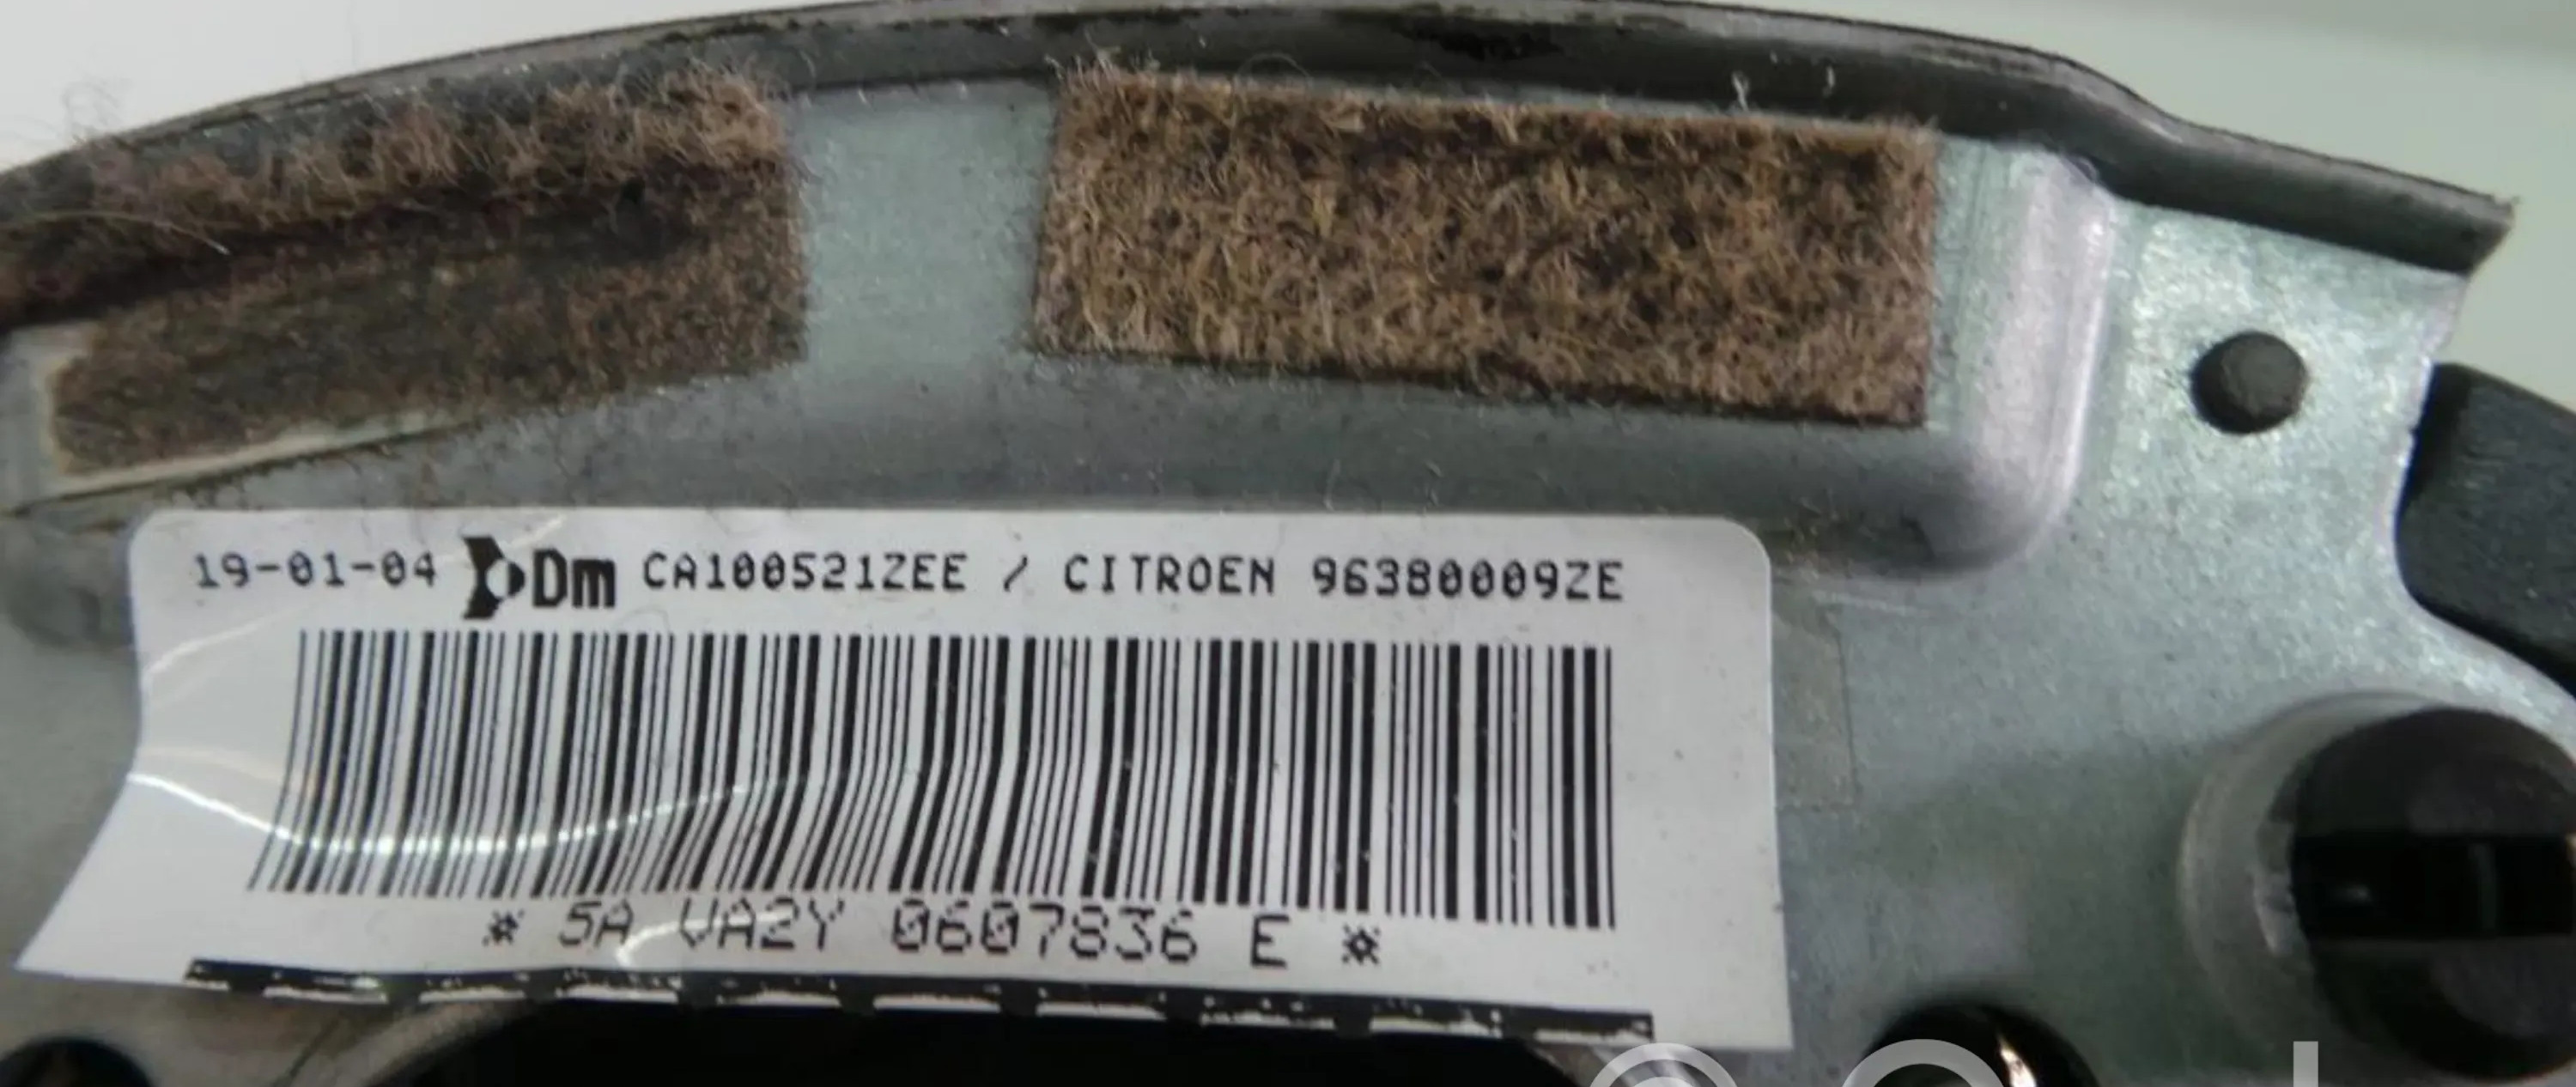 19-01-04 Dm CA100521ZEE / CITROEN 96380009ZE
* 5A VA2Y 0607836 E *